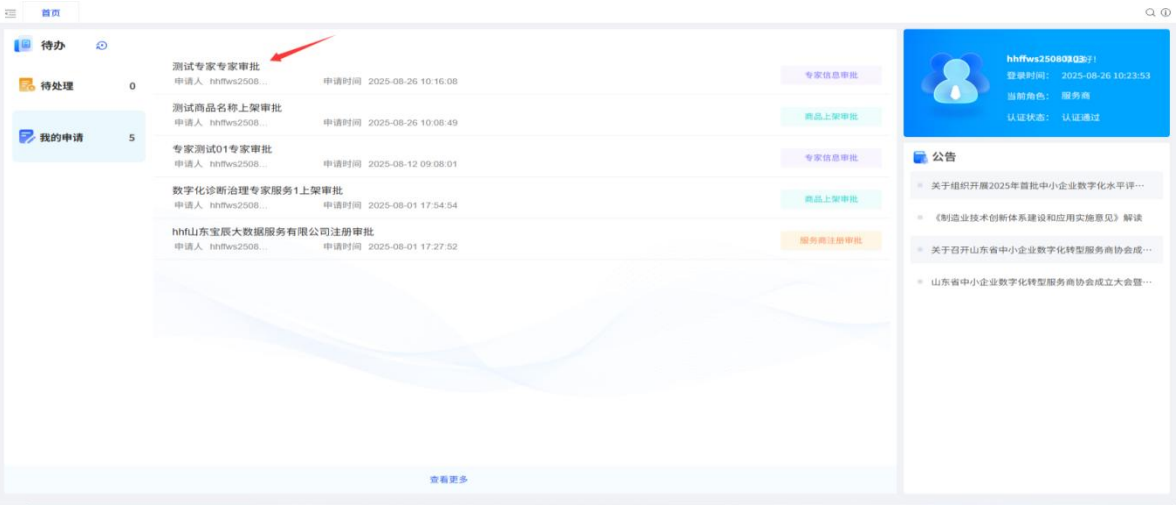 首页
待办
待处理 0
我的申请 5
测试专家专家审批
申请人 hhffws2508... 申请时间 2025-08-26 10:16:08
专家信息审批
测试商品名称上架审批
申请人 hhffws2508... 申请时间 2025-08-26 10:08:49
商品上架审批
专家测试01专家审批
申请人 hhffws2508... 申请时间 2025-08-12 09:08:01
专家信息审批
数字化诊断治理专家服务1上架审批
申请人 hhffws2508... 申请时间 2025-08-01 17:54:54
商品上架审批
hhf山东宝辰大数据服务有限公司注册审批
申请人 hhffws2508... 申请时间 2025-08-01 17:27:52
服务商注册审批
查看更多
登录时间: 2025-08-26 10:23:53
当前角色: 服务商
认证状态: 认证通过
公告
关于组织开展2025年首批中小企业数字化水平评…
《制造业技术创新体系建设和应用实施意见》解读
关于召开山东省中小企业数字化转型服务商协会成…
山东省中小企业数字化转型服务商协会成立大会暨…